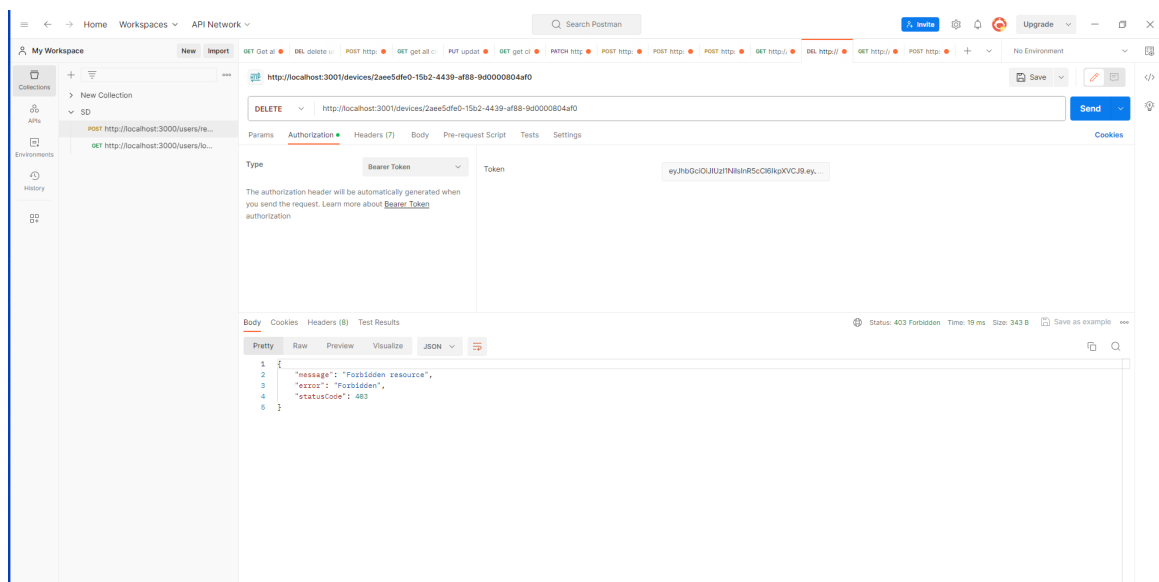 Home Workspaces API Network Search Postman Invite Upgrade
My Workspace New Import GET Get al DEL delete u POST http: GET get all c PUT updat GET get cl PATCH http POST http: POST http: POST http: GET http:/ DEL http:// GET http:// POST http: No Environment
Collections
APIs
Environments
History
New Collection
SD
POST http://localhost:3000/users/re...
GET http://localhost:3000/users/lo...
http://localhost:3001/devices/2aee5dfe0-15b2-4439-af88-9d0000804af0 Save
DELETE http://localhost:3001/devices/2aee5dfe0-15b2-4439-af88-9d0000804af0 Send
Params Authorization Headers (7) Body Pre-request Script Tests Settings Cookies
Type Bearer Token Token
The authorization header will be automatically generated when
you send the request. Learn more about Bearer Token
authorization
Body Cookies Headers (8) Test Results Status: 403 Forbidden Time: 19 ms Size: 343 B Save as example
Pretty Raw Preview Visualize JSON
1 {
2 "message": "Forbidden resource",
3 "error": "Forbidden",
4 "statusCode": 403
5 }